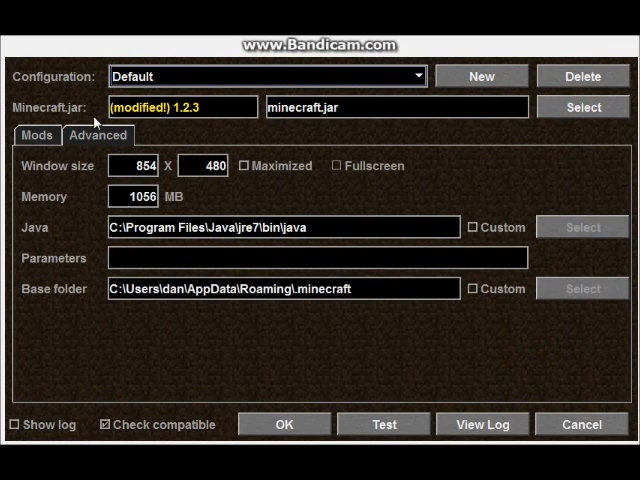 www.Bandicam.com
Configuration: Default New Delete
Minecraft.jar: (modified!) 1.2.3 minecraft.jar Select
Mods Advanced
Window size 854 X 480 Maximized Fullscreen
Memory 1056 MB
Java C:\Program Files\Java\jre7\bin\java Custom Select
Parameters
Base folder C:\Users\dan\AppData\Roaming\.minecraft Custom Select
Show log Check compatible OK Test View Log Cancel